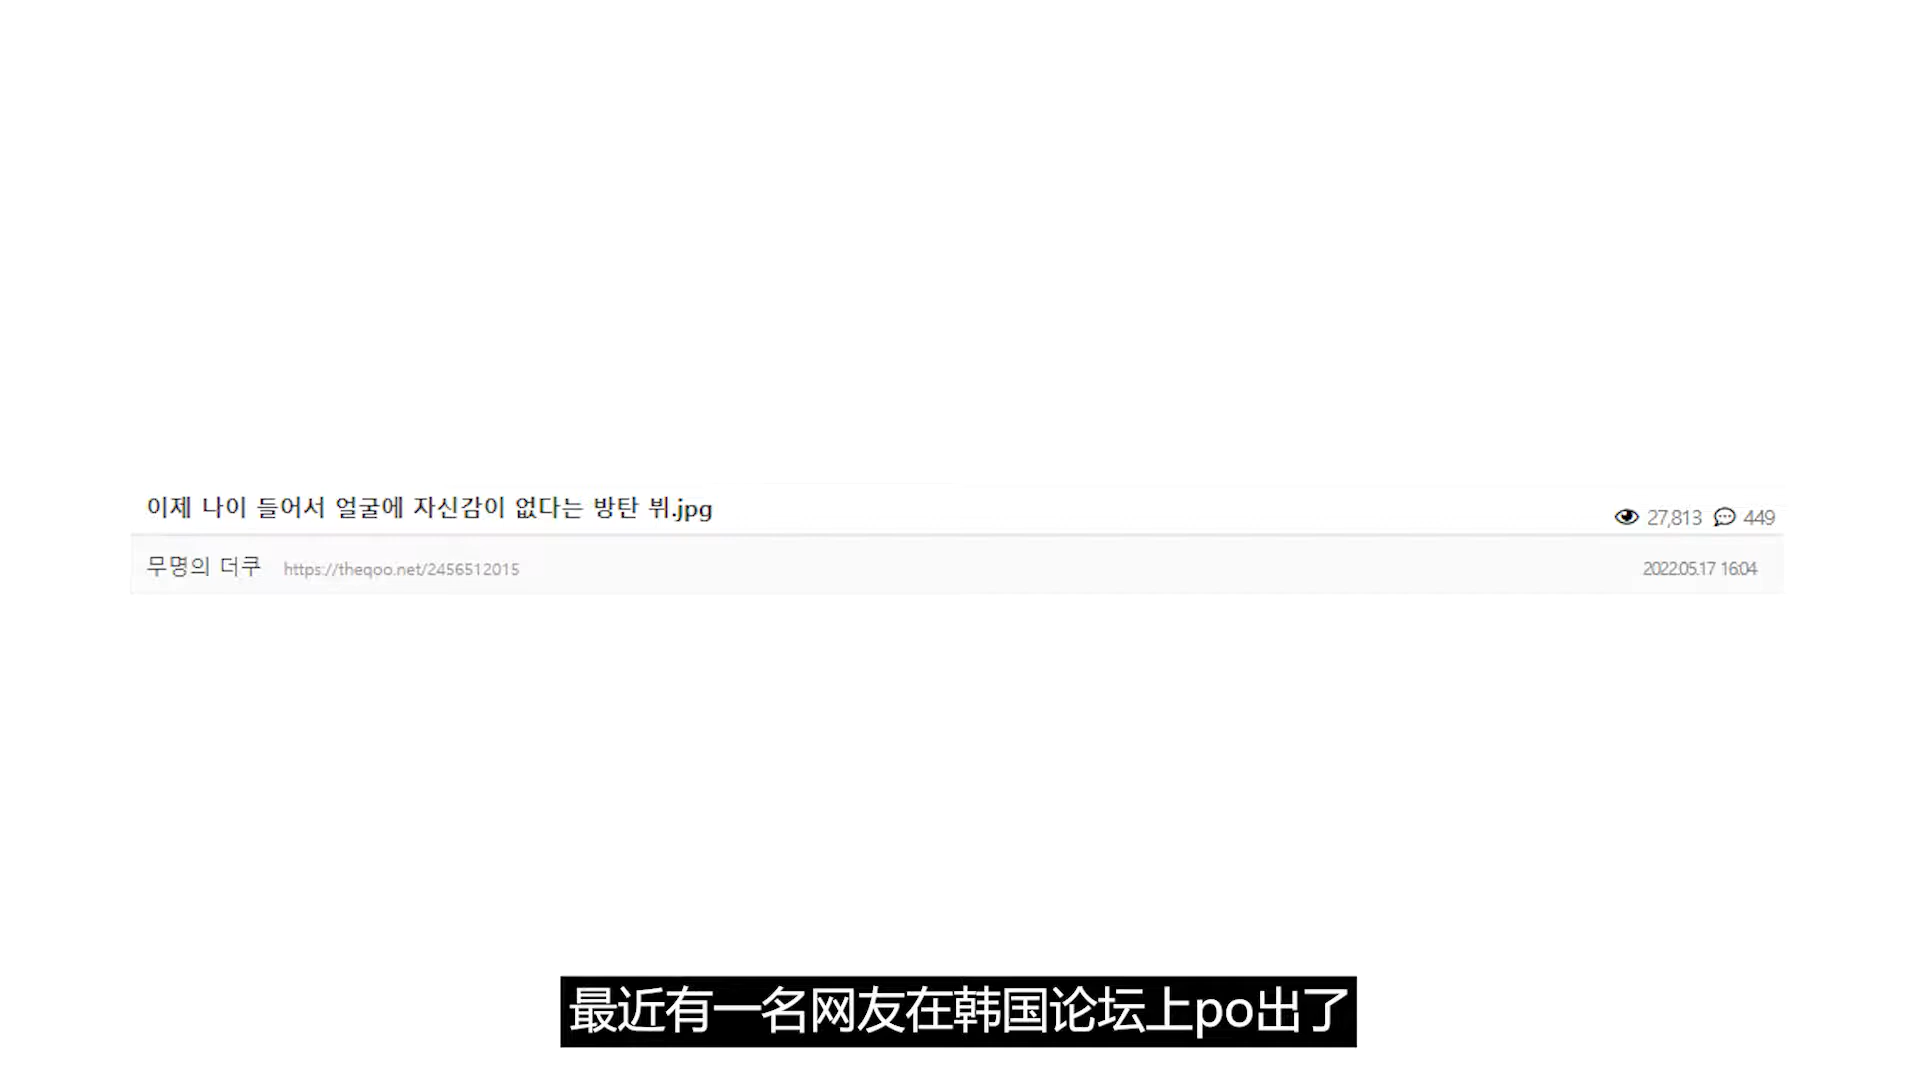 이제 나이 들어서 얼굴에 자신감이 없다는 방탄 뷔.jpg
27,813 449
무명의 더쿠 https://theqoo.net/2456512015
2022.05.17 16:04
最近有一名网友在韩国论坛上po出了